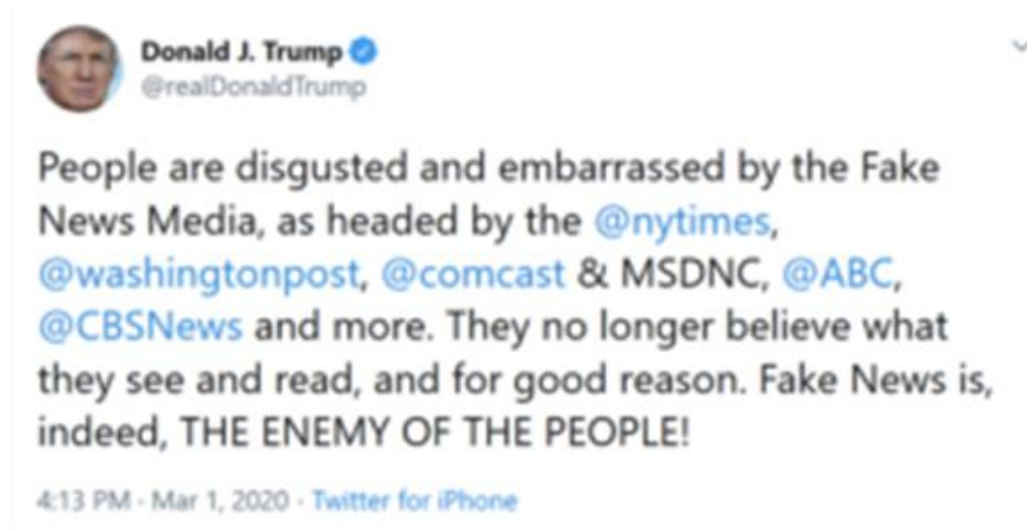 Donald J. Trump
@realDonaldTrump
People are disgusted and embarrassed by the Fake
News Media, as headed by the @nytimes,
@washingtonpost, @comcast & MSDNC, @ABC,
@CBSNews and more. They no longer believe what
they see and read, and for good reason. Fake News is,
indeed, THE ENEMY OF THE PEOPLE!
4:13 PM · Mar 1, 2020 · Twitter for iPhone